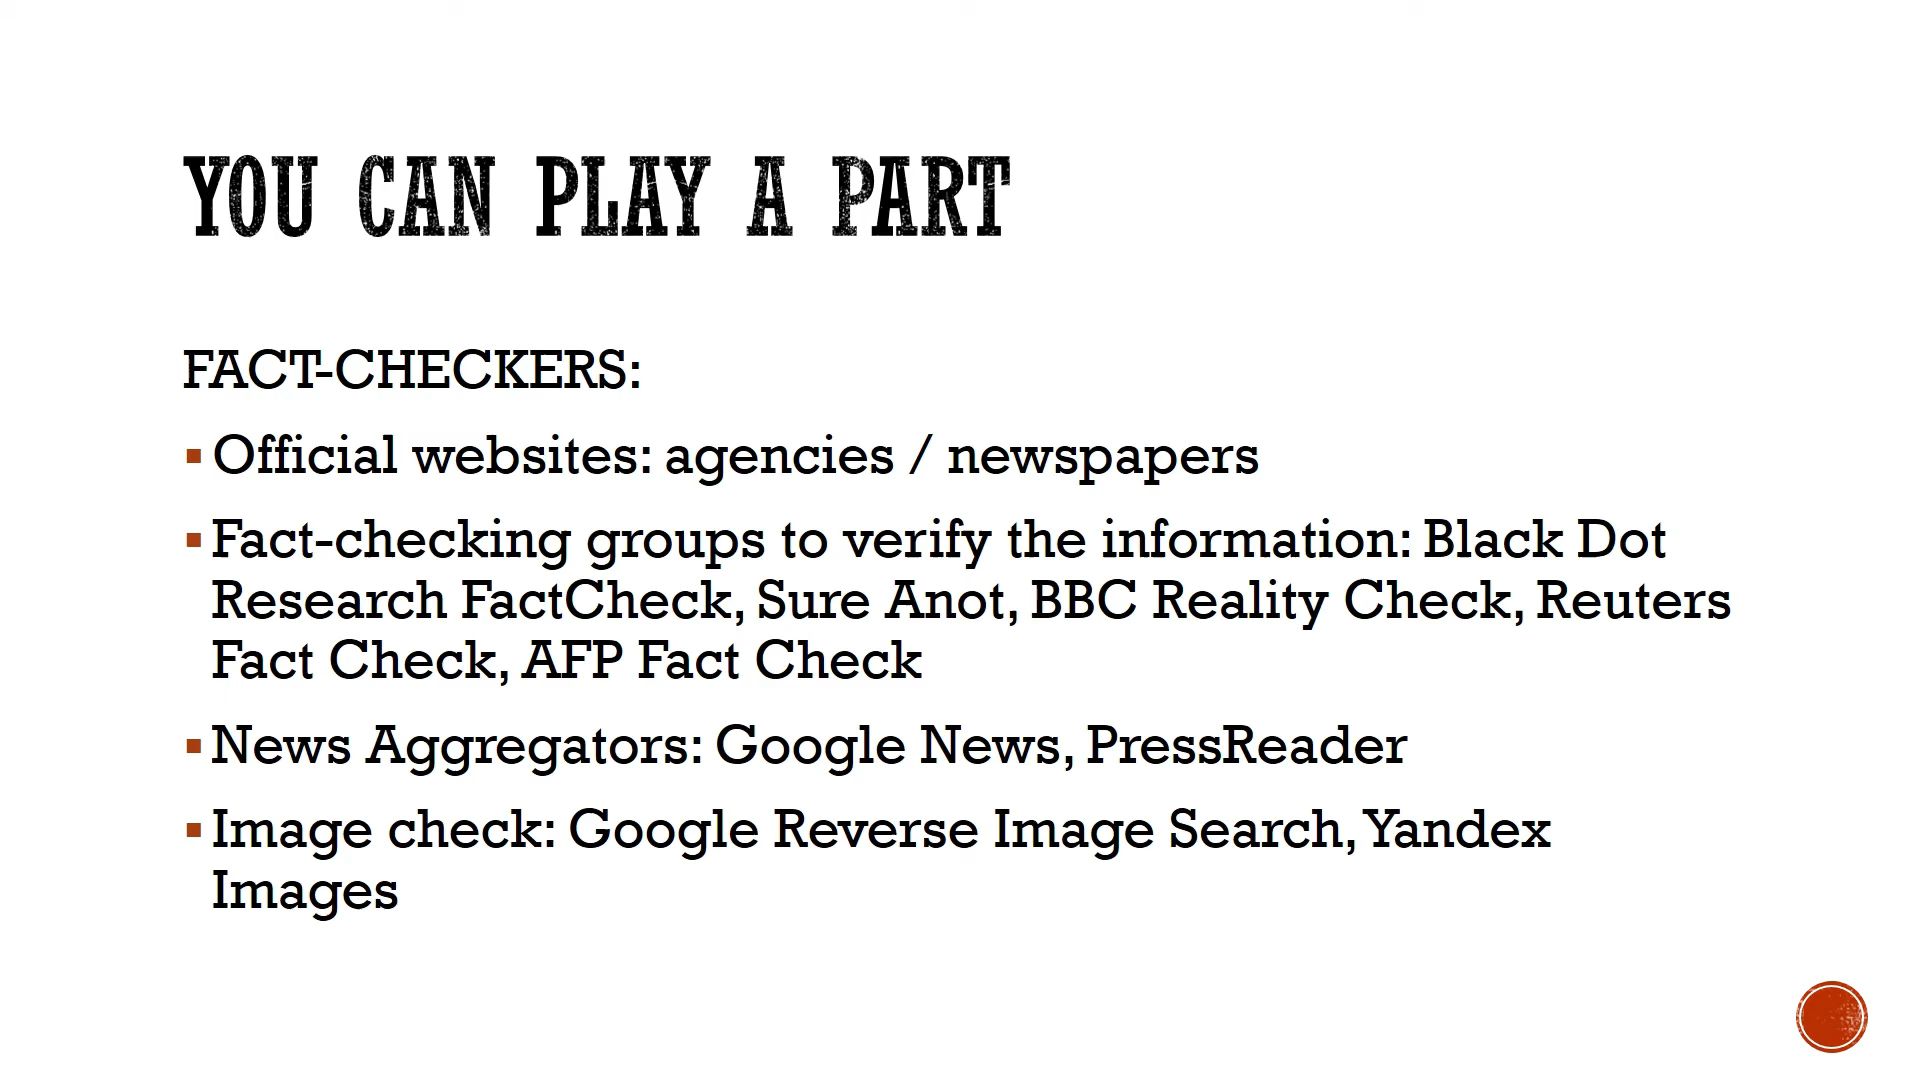 YOU CAN PLAY A PART
FACT-CHECKERS:
▪ Official websites: agencies / newspapers
▪ Fact-checking groups to verify the information: Black Dot
Research FactCheck, Sure Anot, BBC Reality Check, Reuters
Fact Check, AFP Fact Check
▪ News Aggregators: Google News, PressReader
▪ Image check: Google Reverse Image Search, Yandex
Images